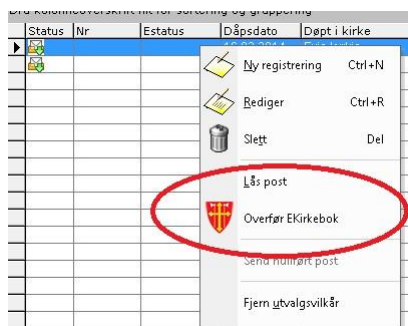 Dra kolonneoverskrift hit for sortering og gruppering
Status Nr Estatus Dåpsdato Døpt i kirke
Ny registrering Ctrl+N
Rediger Ctrl+R
Slett Del
Lås post
Overfør EKirkebok
Send fullført post
Fjern utvalgsvilkår